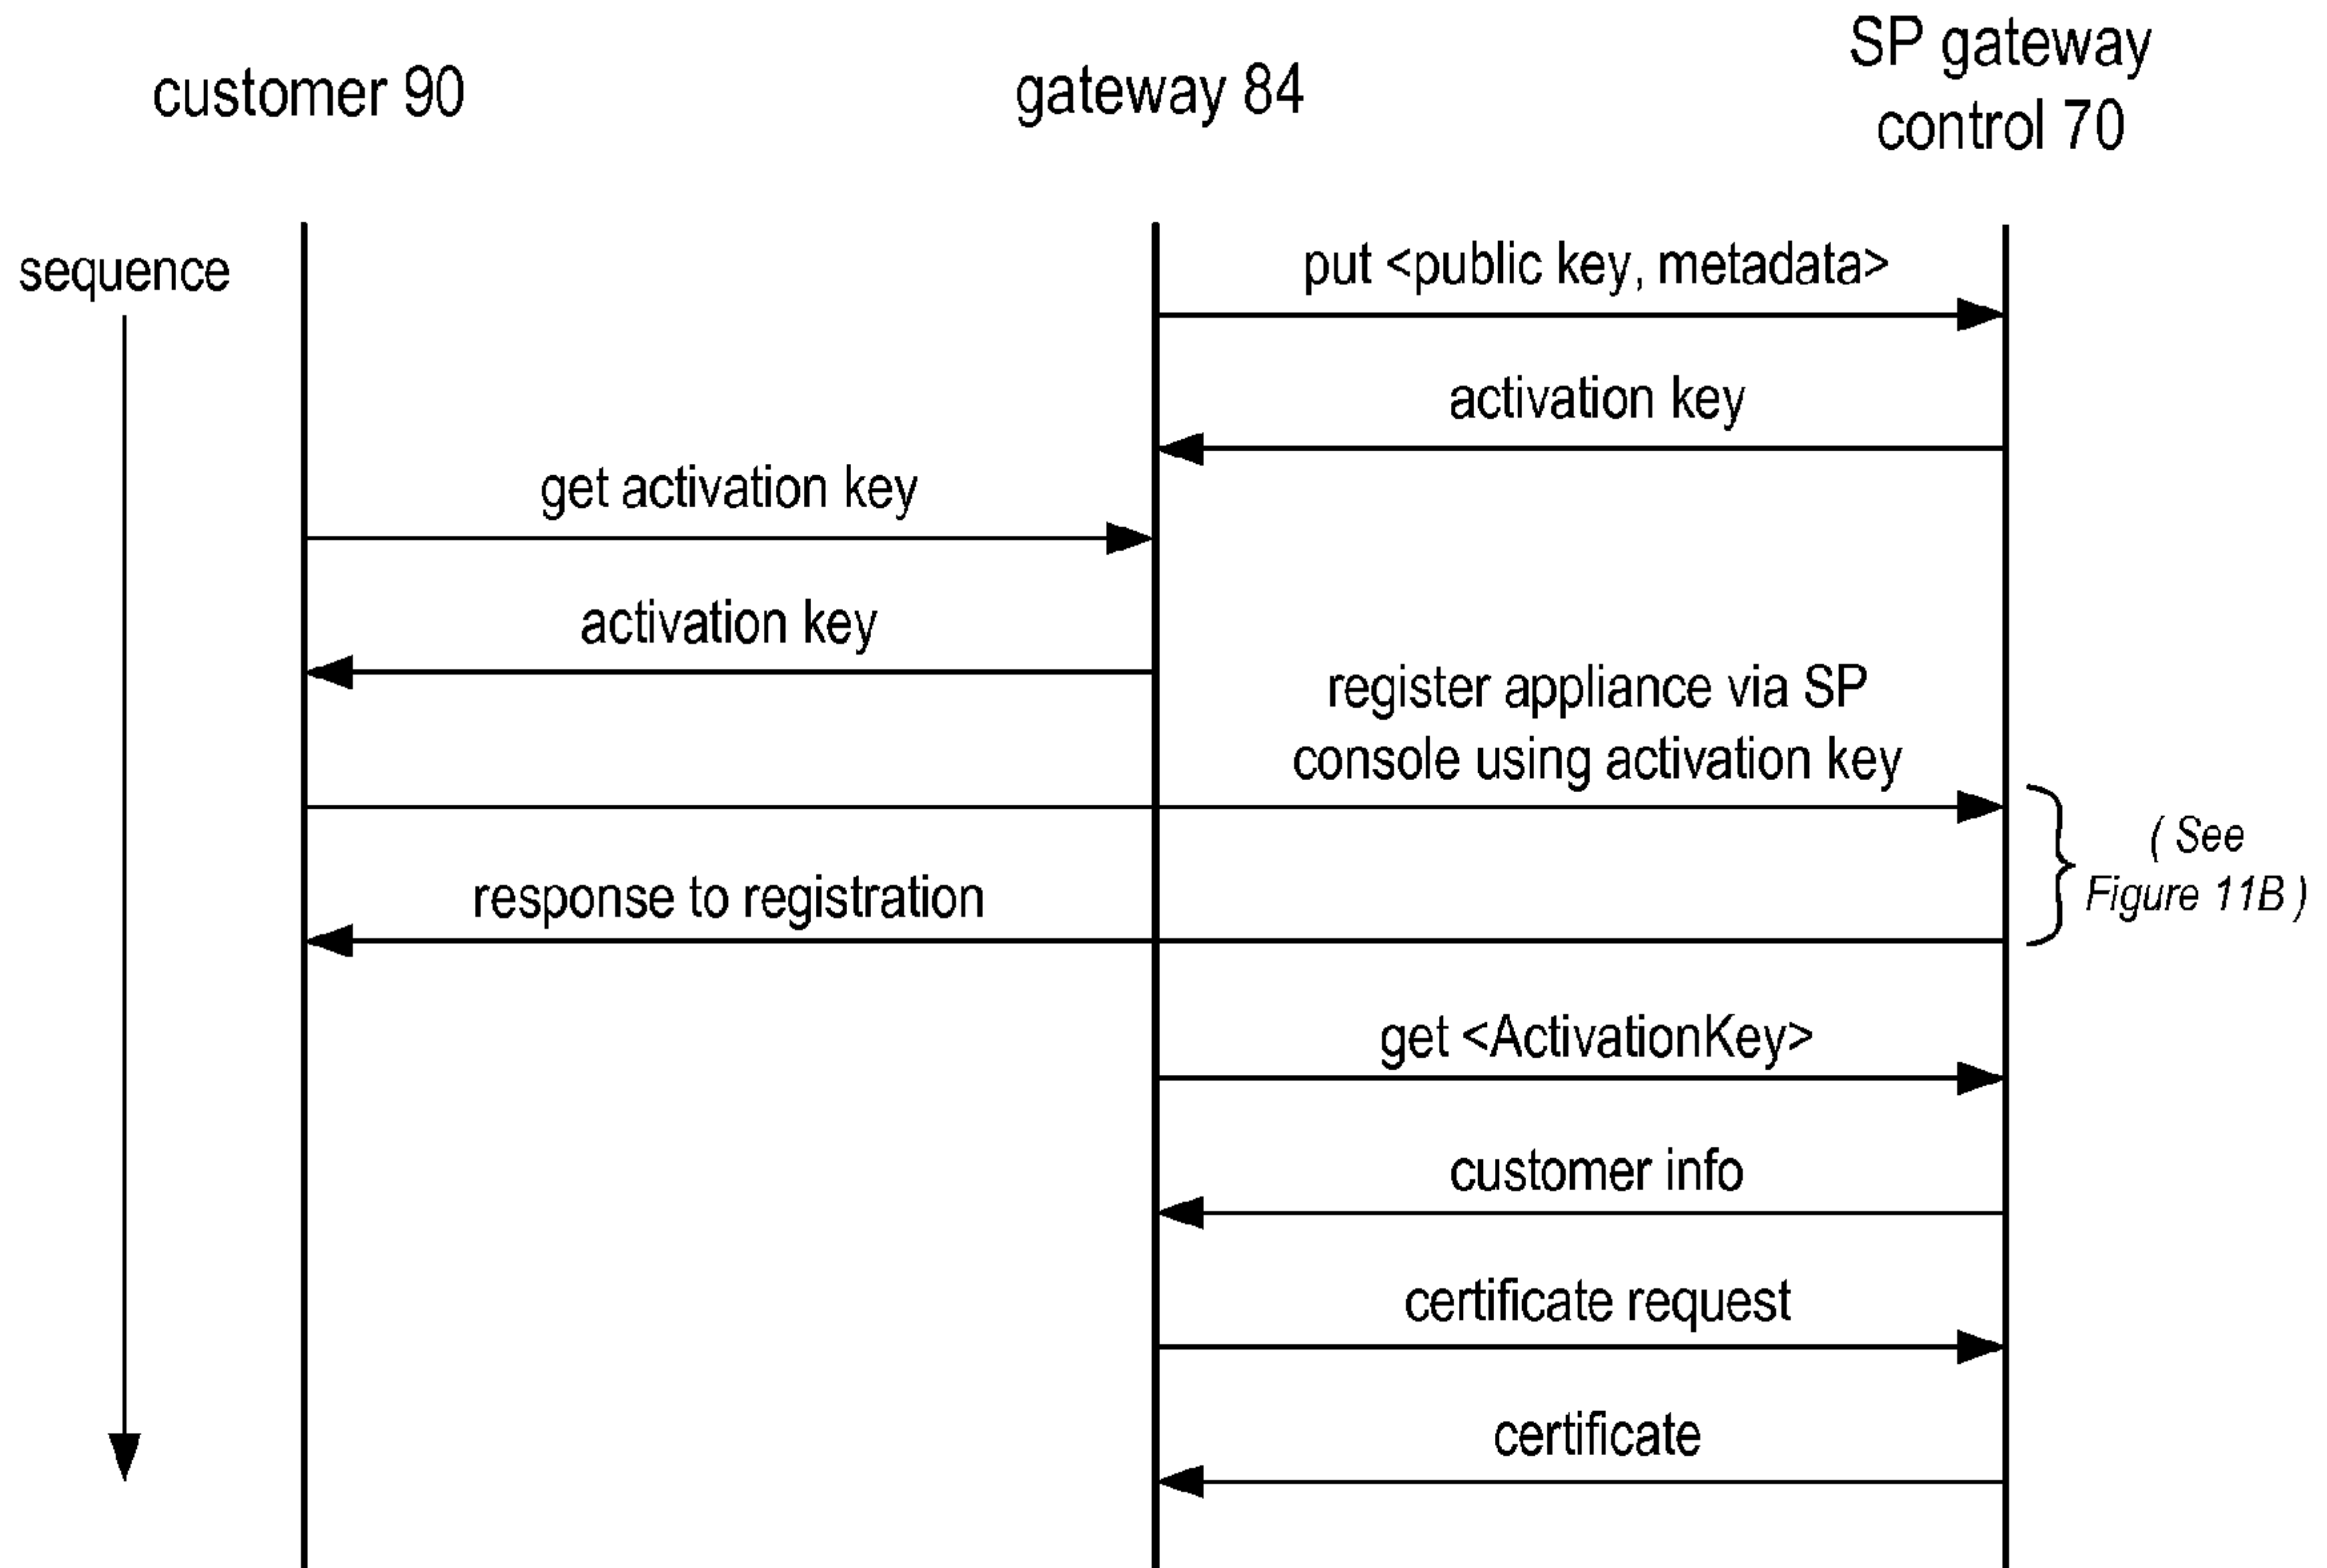 customer 90
gateway 84
SP gateway
control 70
sequence
put <public key, metadata>
activation key
get activation key
activation key
register appliance via SP
console using activation key
( See
Figure 11B )
response to registration
get <ActivationKey>
customer info
certificate request
certificate